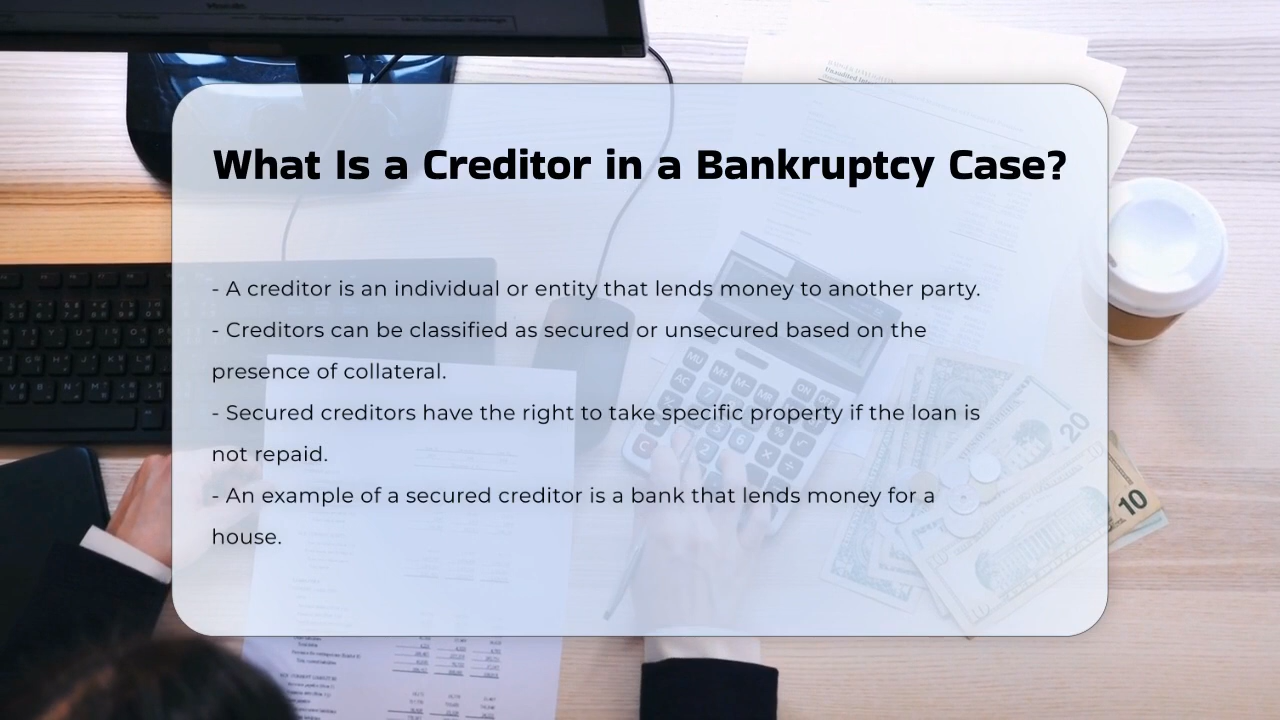 What Is a Creditor in a Bankruptcy Case?
- A creditor is an individual or entity that lends money to another party.
- Creditors can be classified as secured or unsecured based on the
presence of collateral.
- Secured creditors have the right to take specific property if the loan is
not repaid.
- An example of a secured creditor is a bank that lends money for a
house.
20
10